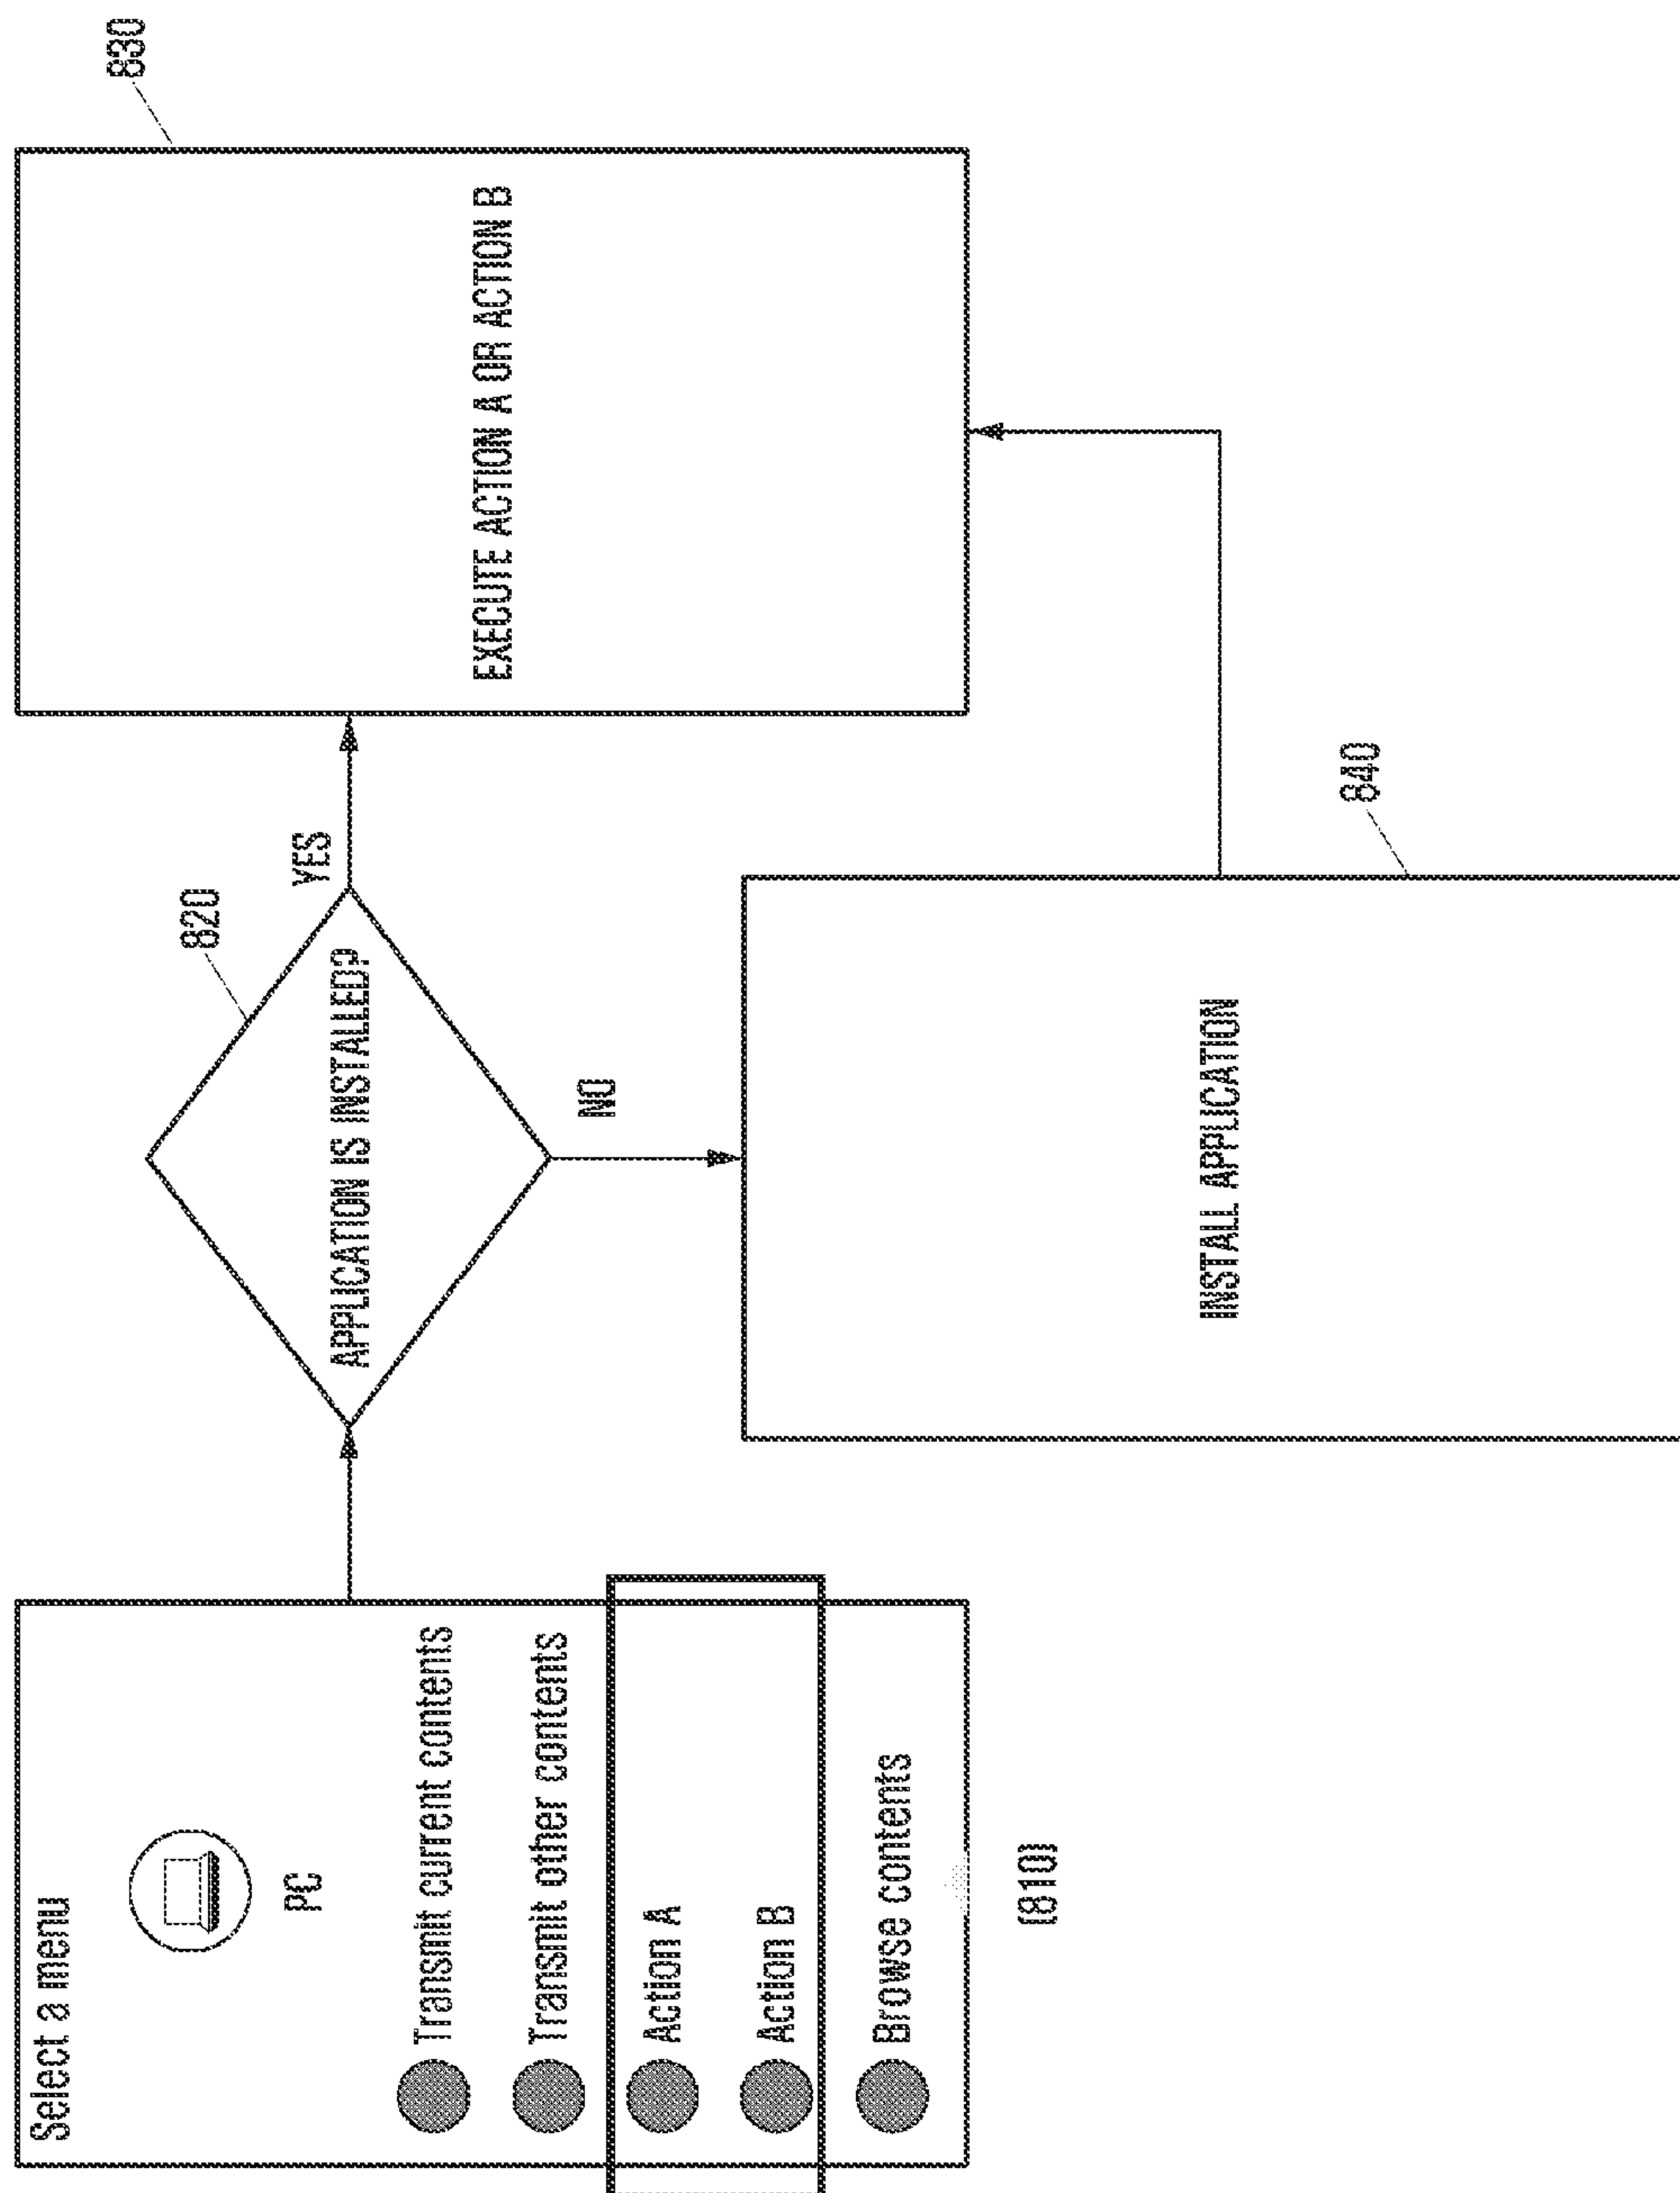 Select a menu
PC
Transmit current contents
Transmit other contents
Action A
Action B
Browse contents
(810)
820
APPLICATION IS INSTALLED?
YES
NO
830
EXECUTE ACTION A OR ACTION B
840
INSTALL APPLICATION